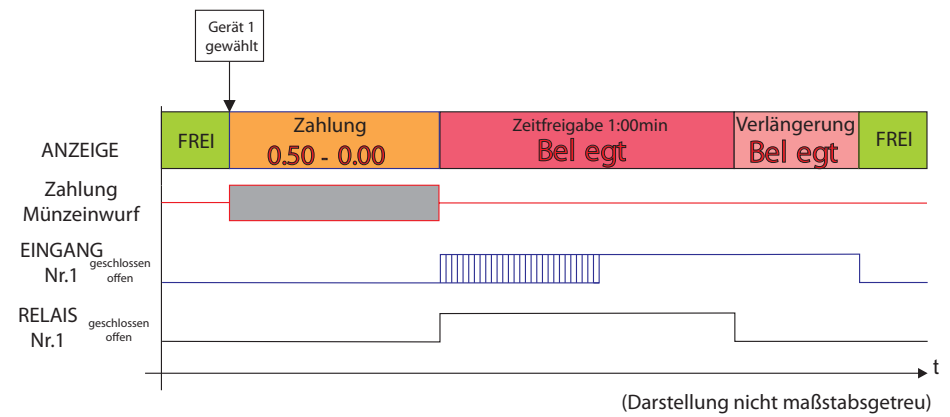 Gerät 1
gewählt
ANZEIGE
FREI
Zahlung
0.50 - 0.00
Zeitfreigabe 1:00min
Bel egt
Verlängerung
Bel egt
FREI
Zahlung
Münzeinwurf
EINGANG
Nr.1
geschlossen
offen
RELAIS
Nr.1
geschlossen
offen
t
(Darstellung nicht maßstabsgetreu)